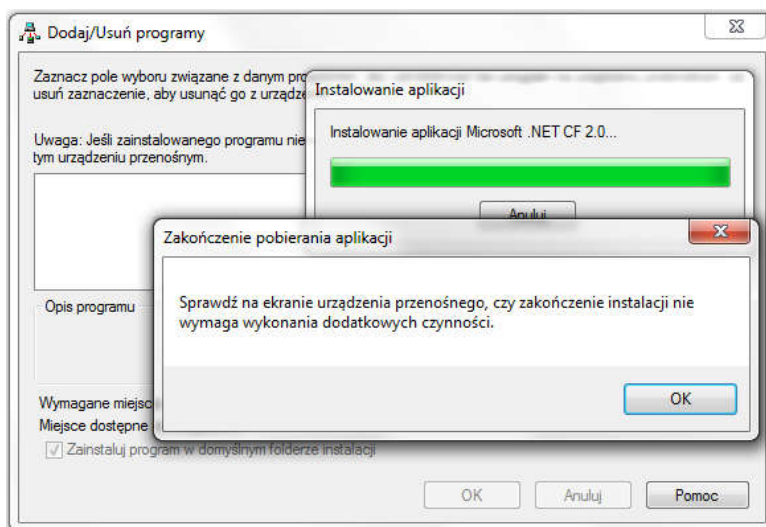 Dodaj/Usuń programy
Zaznacz pole wyboru związane z danym
usuń zaznaczenie, aby usunąć go z
Uwaga: Jeśli zainstalowanego programu nie
tym urządzeniu przenośnym.
Instalowanie aplikacji
Instalowanie aplikacji Microsoft .NET CF 2.0...
Anuluj
Zakończenie pobierania aplikacji
Sprawdź na ekranie urządzenia przenośnego, czy zakończenie instalacji nie
wymaga wykonania dodatkowych czynności.
OK
Opis programu
Wymagane
Miejsce dostępne
Zainstaluj program w domyślnym folderze instalacji
OK
Anuluj
Pomoc